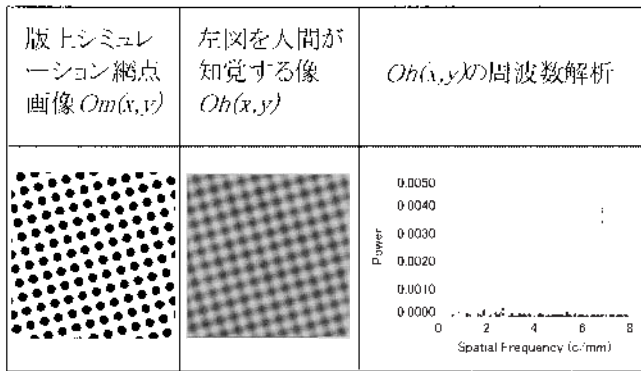 版上シミュレ
ーション網点
画像Om(x,y)
左図を人間が
知覚する像
Oh(x,y)
Oh(x,y)の周波数解析
0.0050
0.0040
0.0030
0.0020
0.0010
0.0000
Power
0 2 4 6 8
Spatial Frequency (c/mm)